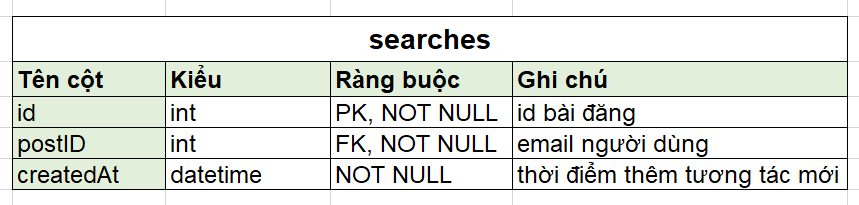 searches
Tên cột Kiểu Ràng buộc Ghi chú
id int PK, NOT NULL id bài đăng
postID int FK, NOT NULL email người dùng
createdAt datetime NOT NULL thời điểm thêm tương tác mới